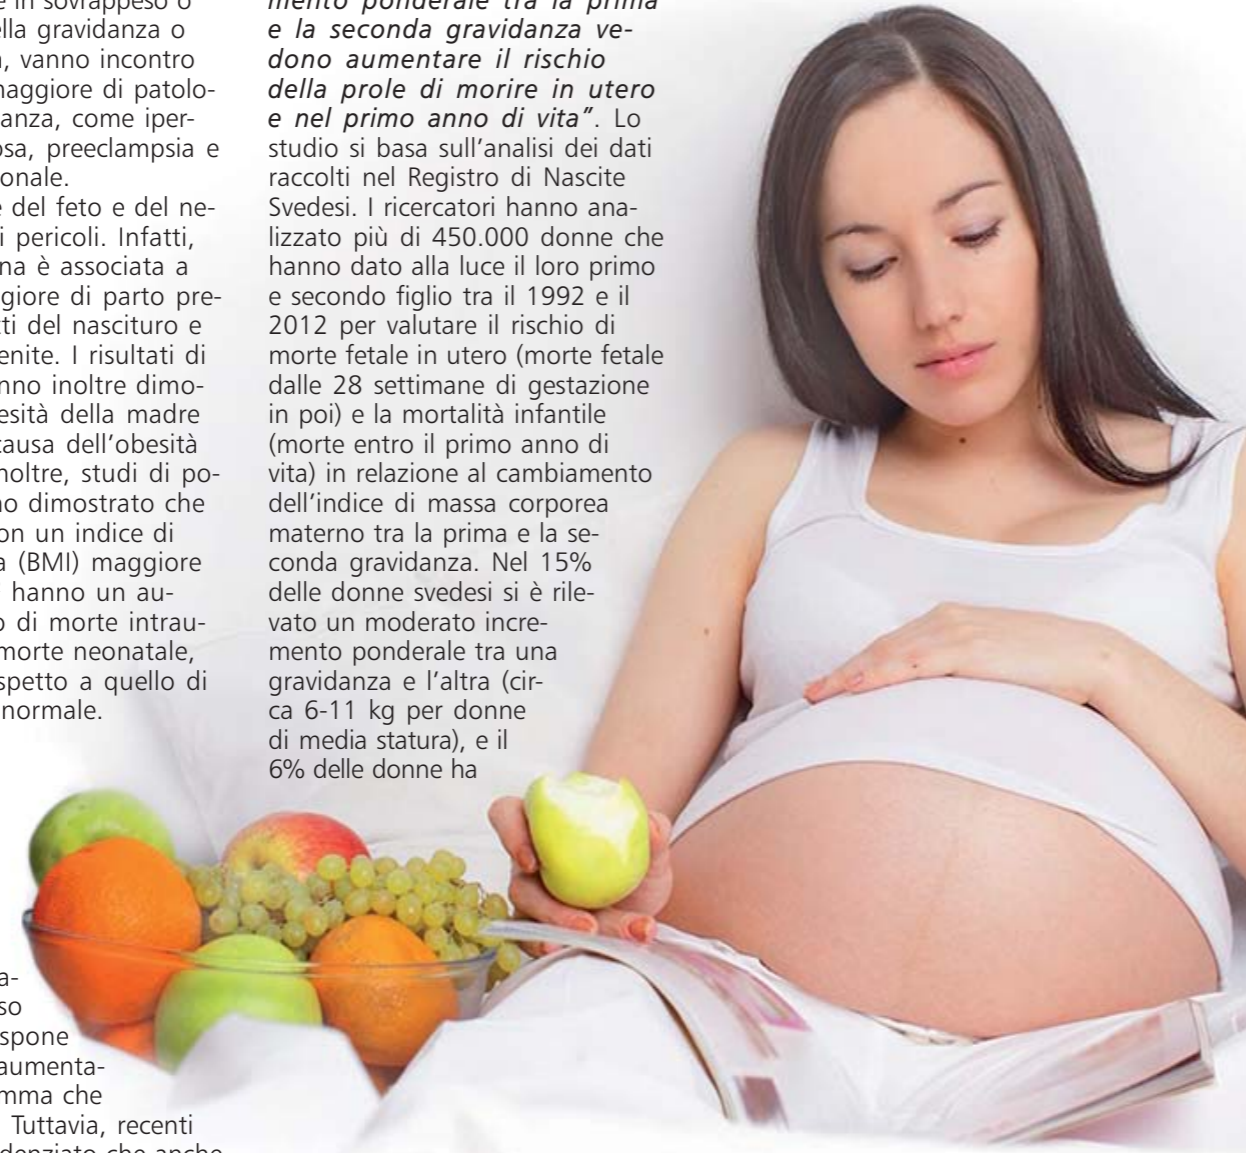 e in sovrappeso o
ella gravidanza o
, vanno incontro
maggiore di patolo-
anza, come iper-
osa, preeclampsia e
onale.
e del feto e del ne-
i pericoli. Infatti,
na è associata a
giore di parto pre-
ti del nascituro e
enite. I risultati di
nno inoltre dimo-
esità della madre
causa dell'obesità
noltre, studi di po-
no dimostrato che
on un indice di
a (BMI) maggiore
hanno un au-
o di morte intrau-
morte neonatale,
spetto a quello di
normale.
a-
so
spone
aumenta-
mma che
Tuttavia, recenti
denziato che anche
mento ponderale tra la prima
e la seconda gravidanza ve-
dono aumentare il rischio
della prole di morire in utero
e nel primo anno di vita”. Lo
studio si basa sull'analisi dei dati
raccolti nel Registro di Nascite
Svedesi. I ricercatori hanno ana-
lizzato più di 450.000 donne che
hanno dato alla luce il loro primo
e secondo figlio tra il 1992 e il
2012 per valutare il rischio di
morte fetale in utero (morte fetale
dalle 28 settimane di gestazione
in poi) e la mortalità infantile
(morte entro il primo anno di
vita) in relazione al cambiamento
dell'indice di massa corporea
materno tra la prima e la se-
conda gravidanza. Nel 15%
delle donne svedesi si è rile-
vato un moderato incre-
mento ponderale tra una
gravidanza e l'altra (cir-
ca 6-11 kg per donne
di media statura), e il
6% delle donne ha